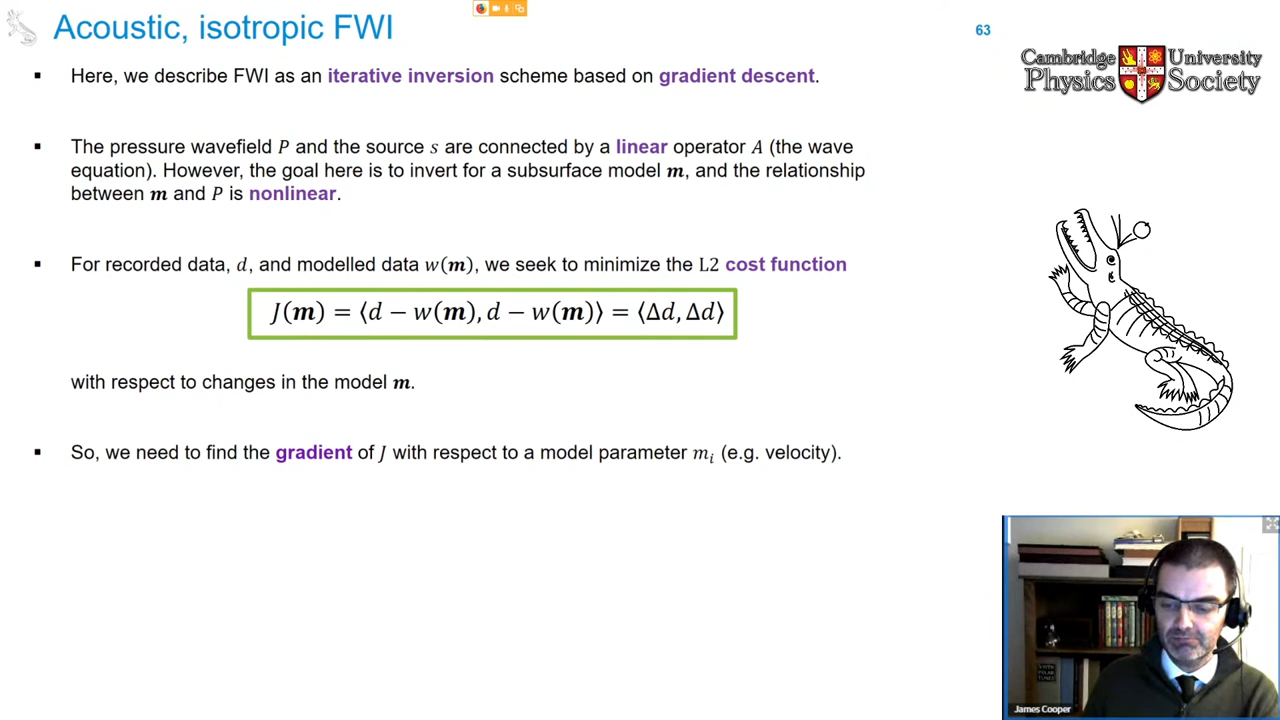 Acoustic, isotropic FWI
63
Cambridge University
Physics Society
▪ Here, we describe FWI as an iterative inversion scheme based on gradient descent.
▪ The pressure wavefield P and the source s are connected by a linear operator A (the wave
equation). However, the goal here is to invert for a subsurface model m, and the relationship
between m and P is nonlinear.
▪ For recorded data, d, and modelled data w(m), we seek to minimize the L2 cost function
J(m) = ⟨d − w(m), d − w(m)⟩ = ⟨Δd, Δd⟩
with respect to changes in the model m.
▪ So, we need to find the gradient of J with respect to a model parameter mᵢ (e.g. velocity).
James Cooper